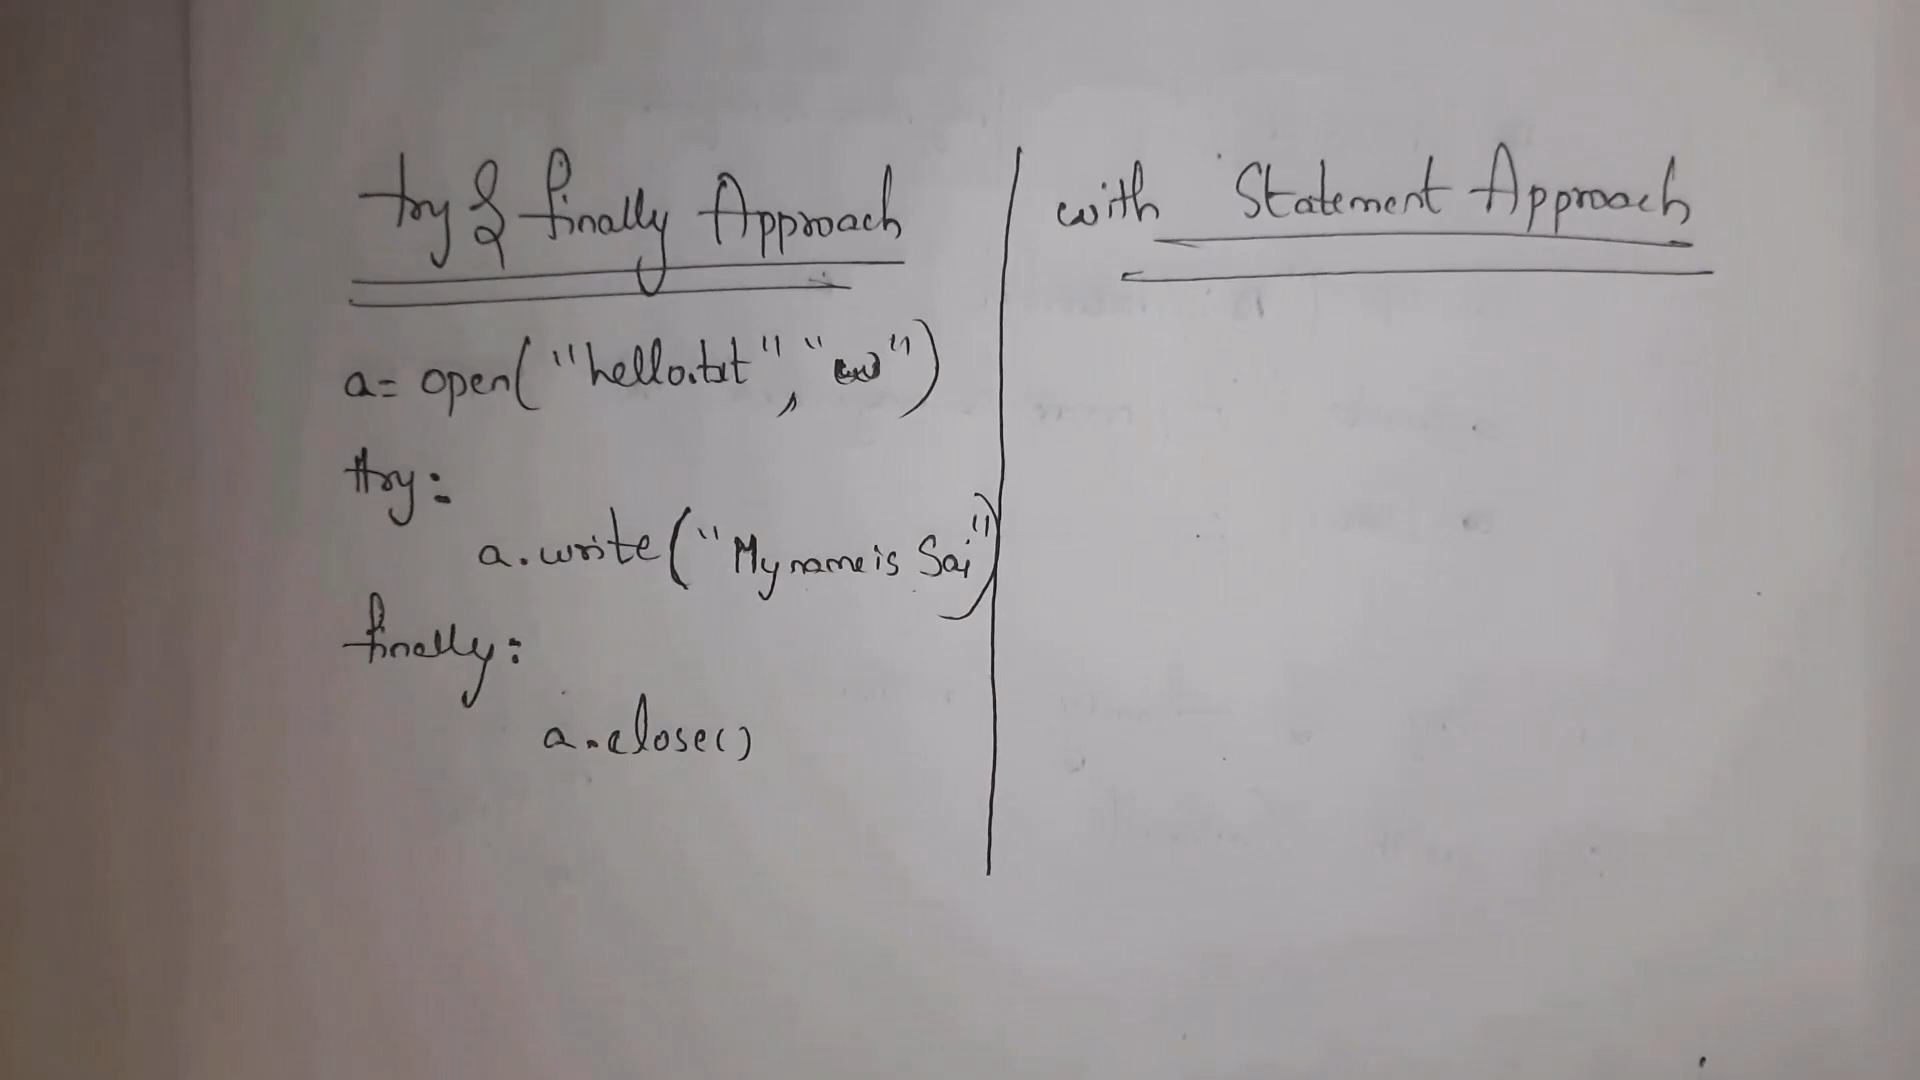 try & finally Approach
with Statement Approach
a= open("hello.txt", "w")
try:
a.write("My name is Sai")
finally:
a.close()